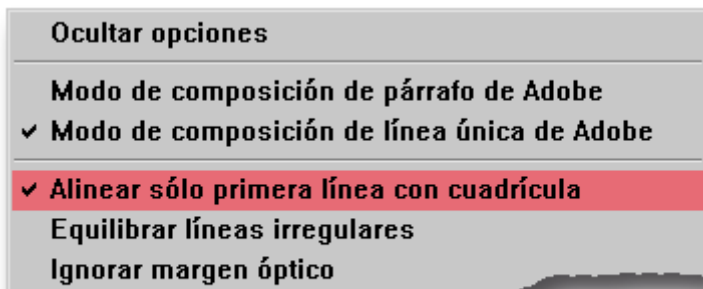 Ocultar opciones
Modo de composición de párrafo de Adobe
Modo de composición de línea única de Adobe
Alinear sólo primera línea con cuadrícula
Equilibrar líneas irregulares
Ignorar margen óptico